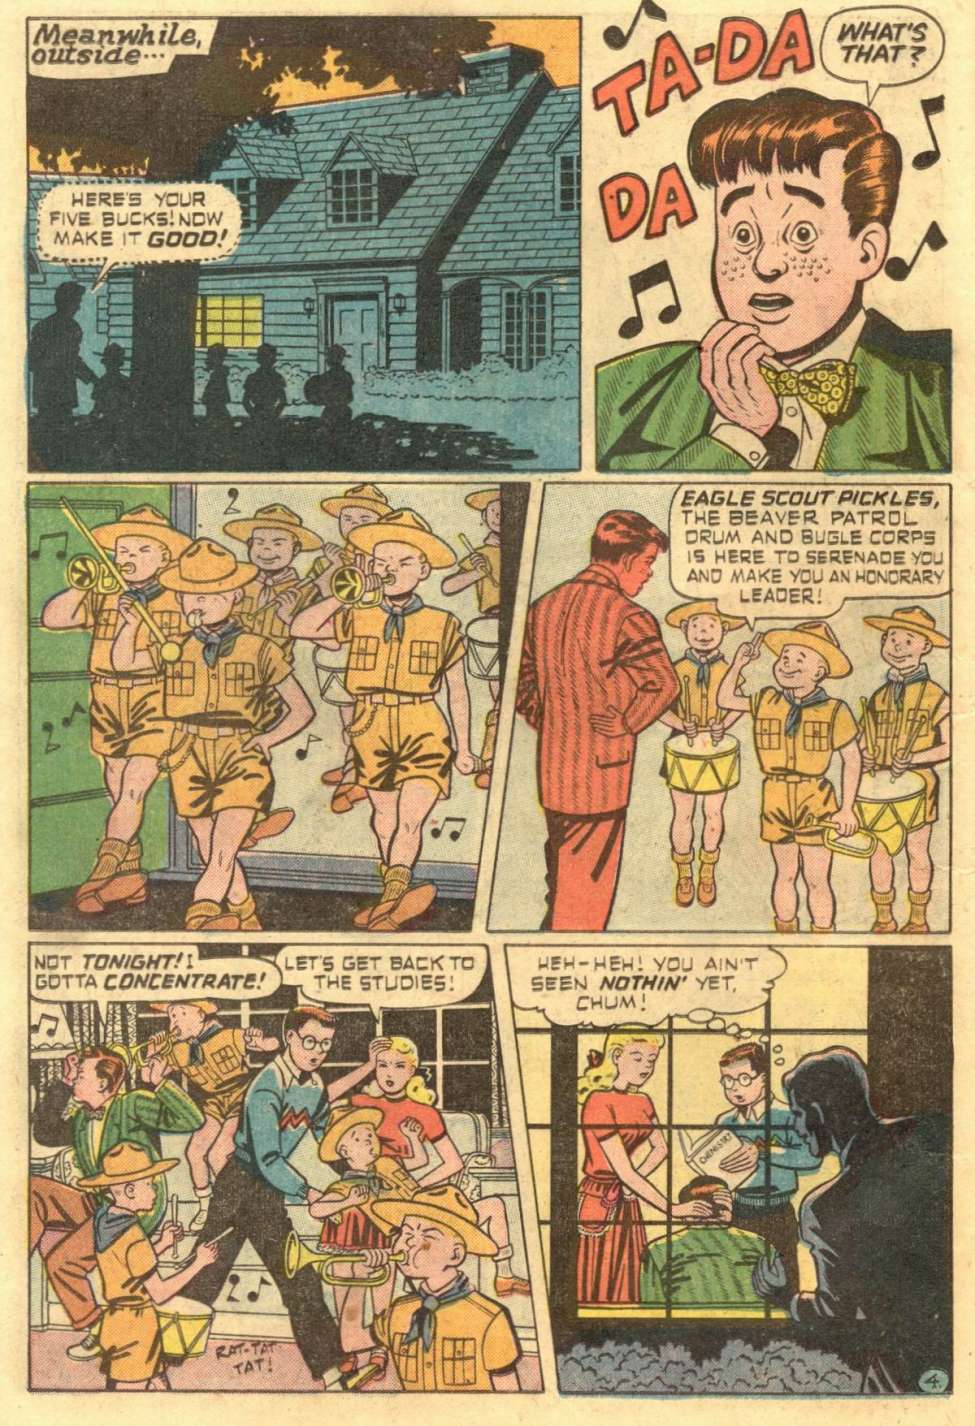 Meanwhile,
outside...
HERE'S YOUR
FIVE BUCKS! NOW
MAKE IT GOOD!
TA-DA
DA
WHAT'S
THAT?
EAGLE SCOUT PICKLES,
THE BEAVER PATROL
DRUM AND BUGLE CORPS
IS HERE TO SERENADE YOU
AND MAKE YOU AN HONORARY
LEADER!
NOT TONIGHT! I
GOTTA CONCENTRATE!
LET'S GET BACK TO
THE STUDIES!
RAT-TAT-
TAT!
HEH-HEH! YOU AIN'T
SEEN NOTHIN' YET,
CHUM!
CHEMISTRY
4